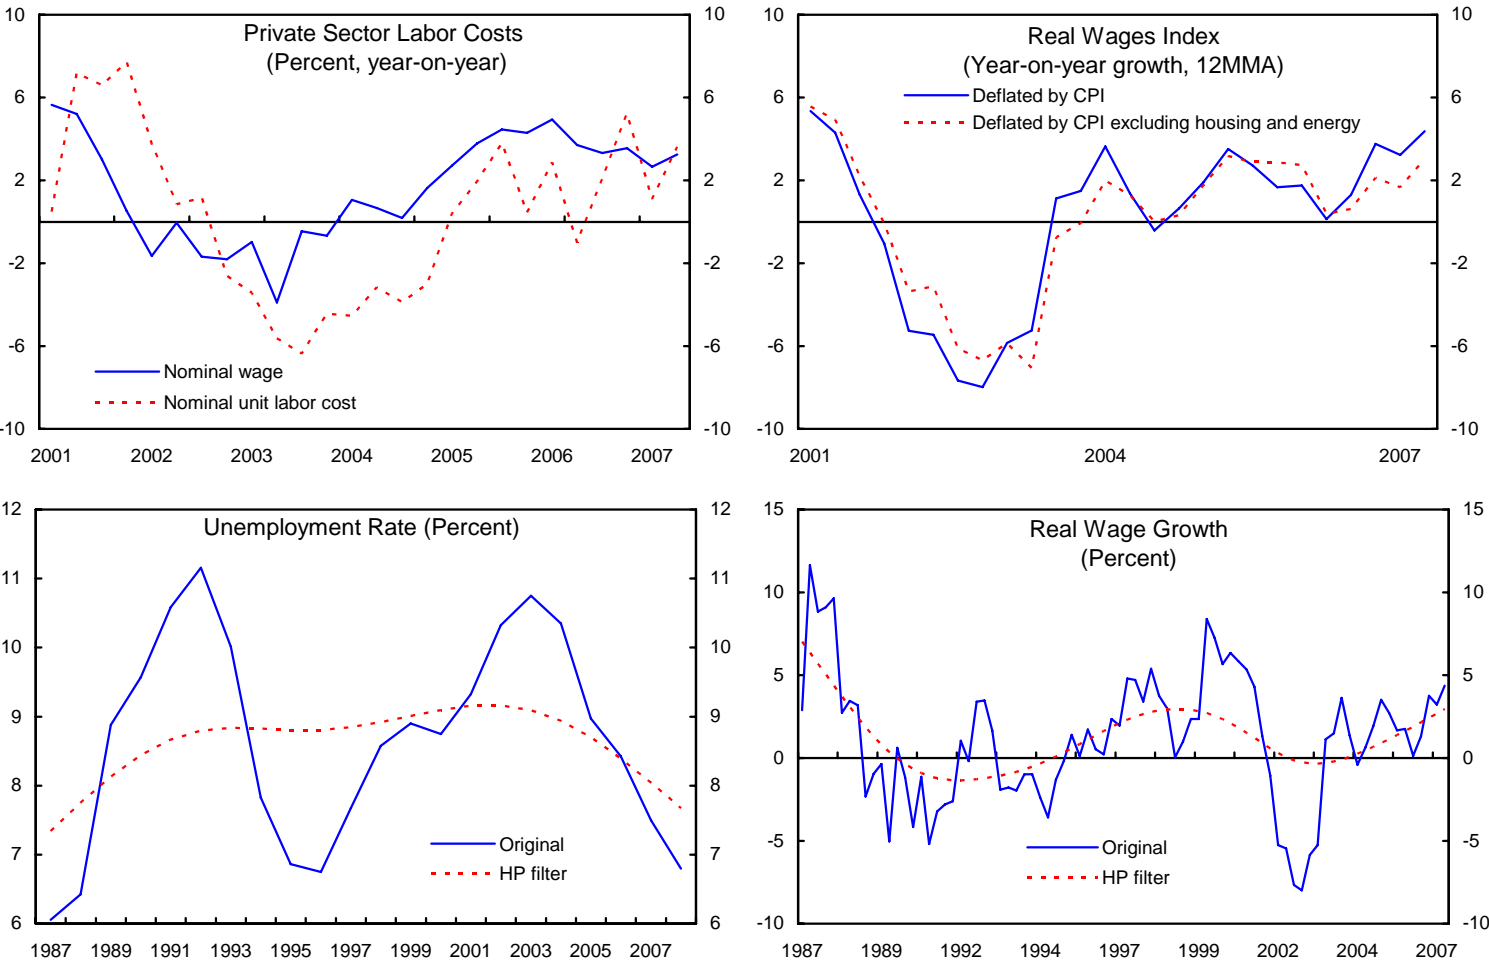 Private Sector Labor Costs
(Percent, year-on-year)
10
6
2
-2
-6
-10
10
6
2
-2
-6
-10
Nominal wage
Nominal unit labor cost
2001 2002 2003 2004 2005 2006 2007
Real Wages Index
(Year-on-year growth, 12MMA)
Deflated by CPI
Deflated by CPI excluding housing and energy
10
6
2
-2
-6
-10
10
6
2
-2
-6
-10
2001 2004 2007
Unemployment Rate (Percent)
12
11
10
9
8
7
6
12
11
10
9
8
7
6
Original
HP filter
1987 1989 1991 1993 1995 1997 1999 2001 2003 2005 2007
Real Wage Growth
(Percent)
15
10
5
0
-5
-10
15
10
5
0
-5
-10
Original
HP filter
1987 1989 1992 1994 1997 1999 2002 2004 2007